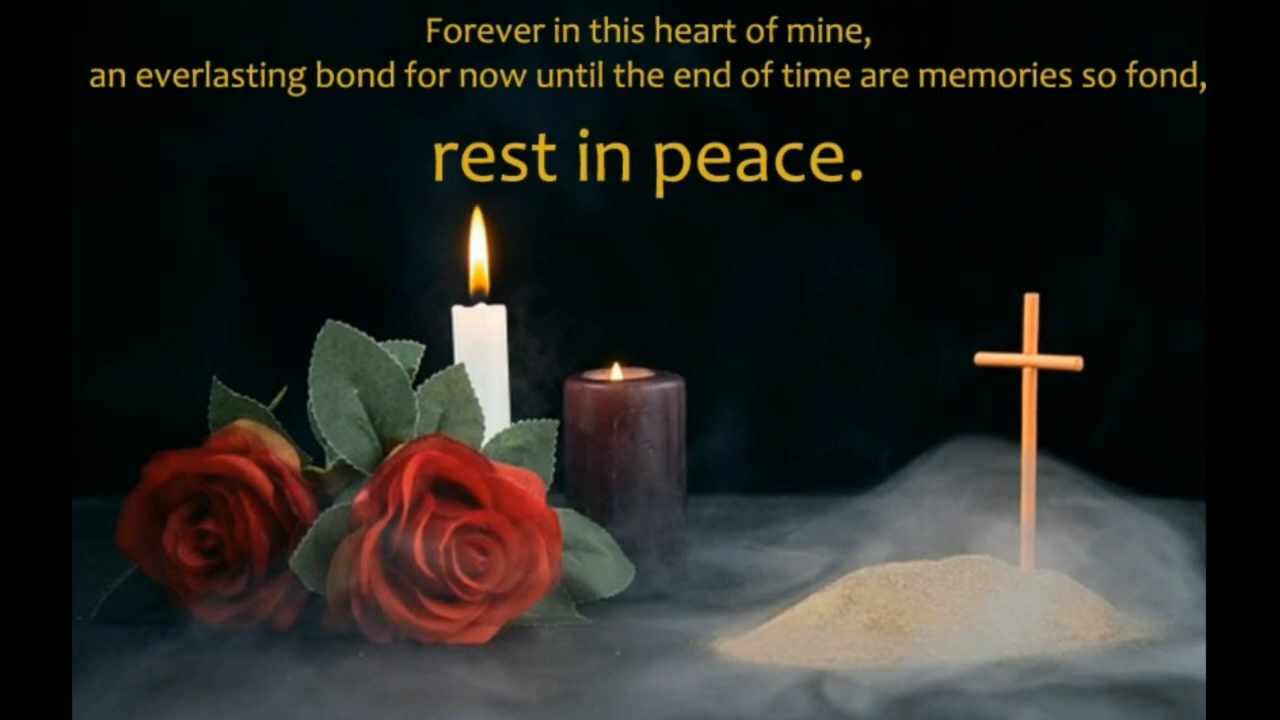 Forever in this heart of mine,
an everlasting bond for now until the end of time are memories so fond,
rest in peace.